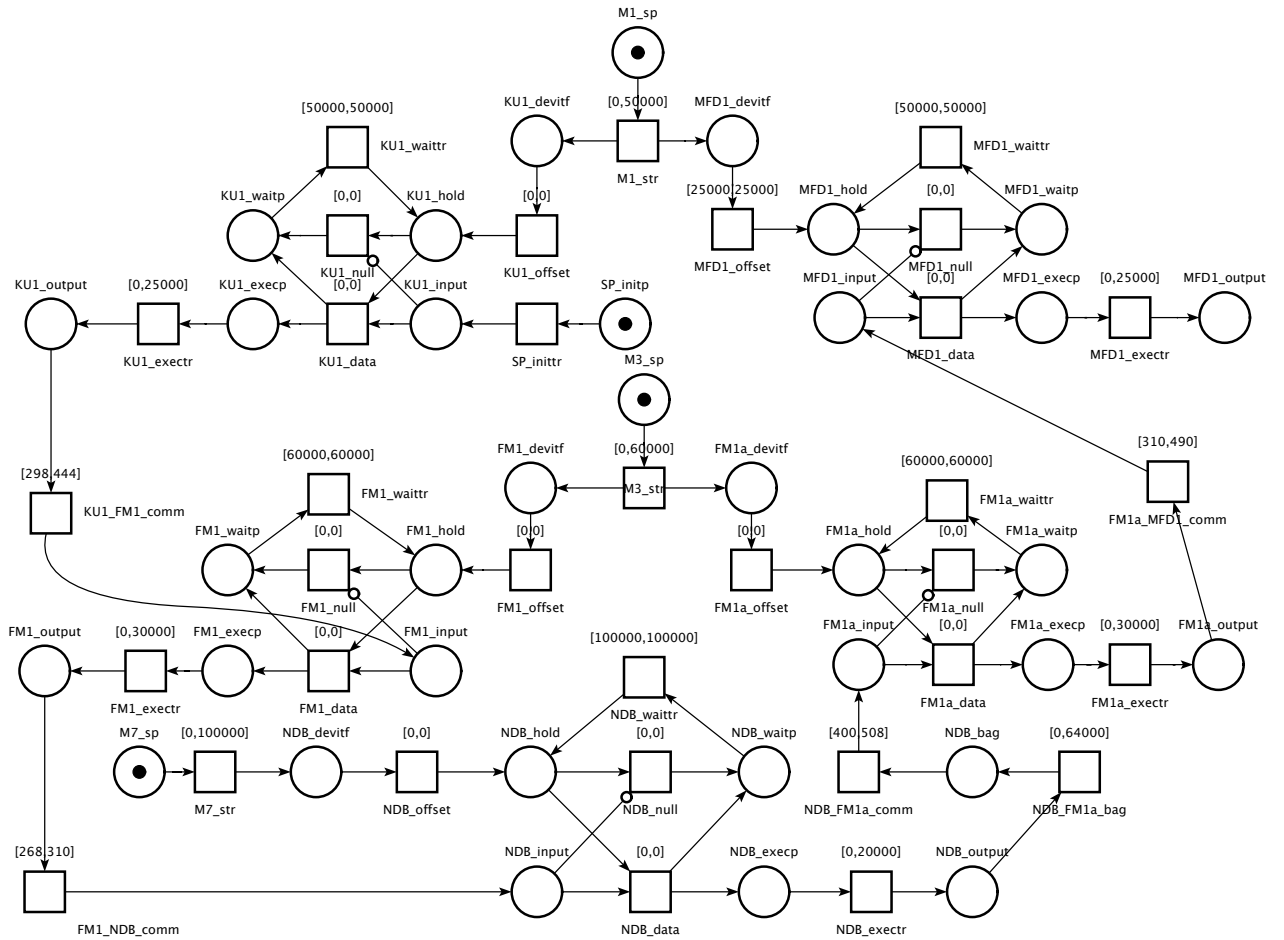 M1_sp
[50000,50000]
KU1_devitf
[0,50000]
MFD1_devitf
[50000,50000]
KU1_waittr
MFD1_waittr
M1_str
KU1_waitp
[0,0]
KU1_hold
[0,0]
[25000,25000]
MFD1_hold
[0,0]
MFD1_waitp
KU1_null
KU1_offset
MFD1_offset
MFD1_null
KU1_output
[0,25000]
KU1_execp
[0,0]
KU1_input
SP_initp
MFD1_input
[0,0]
MFD1_execp
[0,25000]
MFD1_output
KU1_exectr
KU1_data
SP_inittr
M3_sp
MFD1_data
MFD1_exectr
[60000,60000]
FM1_devitf
[0,60000]
FM1a_devitf
[60000,60000]
[310,490]
[298,444]
FM1_waittr
M3_str
FM1a_waittr
KU1_FM1_comm
FM1a_MFD1_comm
FM1_waitp
[0,0]
FM1_hold
[0,0]
[0,0]
FM1a_hold
[0,0]
FM1a_waitp
FM1_null
FM1_offset
FM1a_offset
FM1a_null
FM1_output
[0,30000]
FM1_execp
[0,0]
FM1_input
[100000,100000]
FM1a_input
[0,0]
FM1a_execp
[0,30000]
FM1a_output
FM1_exectr
FM1_data
NDB_waittr
FM1a_data
FM1a_exectr
M7_sp
[0,100000]
NDB_devitf
[0,0]
NDB_hold
[0,0]
NDB_waitp
[400,508]
NDB_bag
[0,64000]
M7_str
NDB_offset
NDB_null
NDB_FM1a_comm
NDB_FM1a_bag
[268,310]
NDB_input
[0,0]
NDB_execp
[0,20000]
NDB_output
FM1_NDB_comm
NDB_data
NDB_exectr